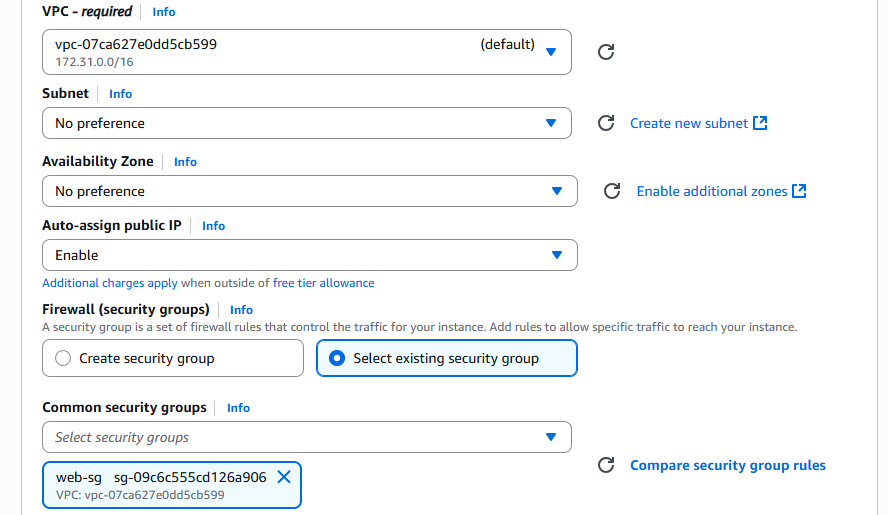 VPC - required Info
vpc-07ca627e0dd5cb599 (default)
172.31.0.0/16
Subnet Info
No preference
Create new subnet
Availability Zone Info
No preference
Enable additional zones
Auto-assign public IP Info
Enable
Additional charges apply when outside of free tier allowance
Firewall (security groups) Info
A security group is a set of firewall rules that control the traffic for your instance. Add rules to allow specific traffic to reach your instance.
Create security group
Select existing security group
Common security groups Info
Select security groups
web-sg sg-09c6c555cd126a906
VPC: vpc-07ca627e0dd5cb599
Compare security group rules